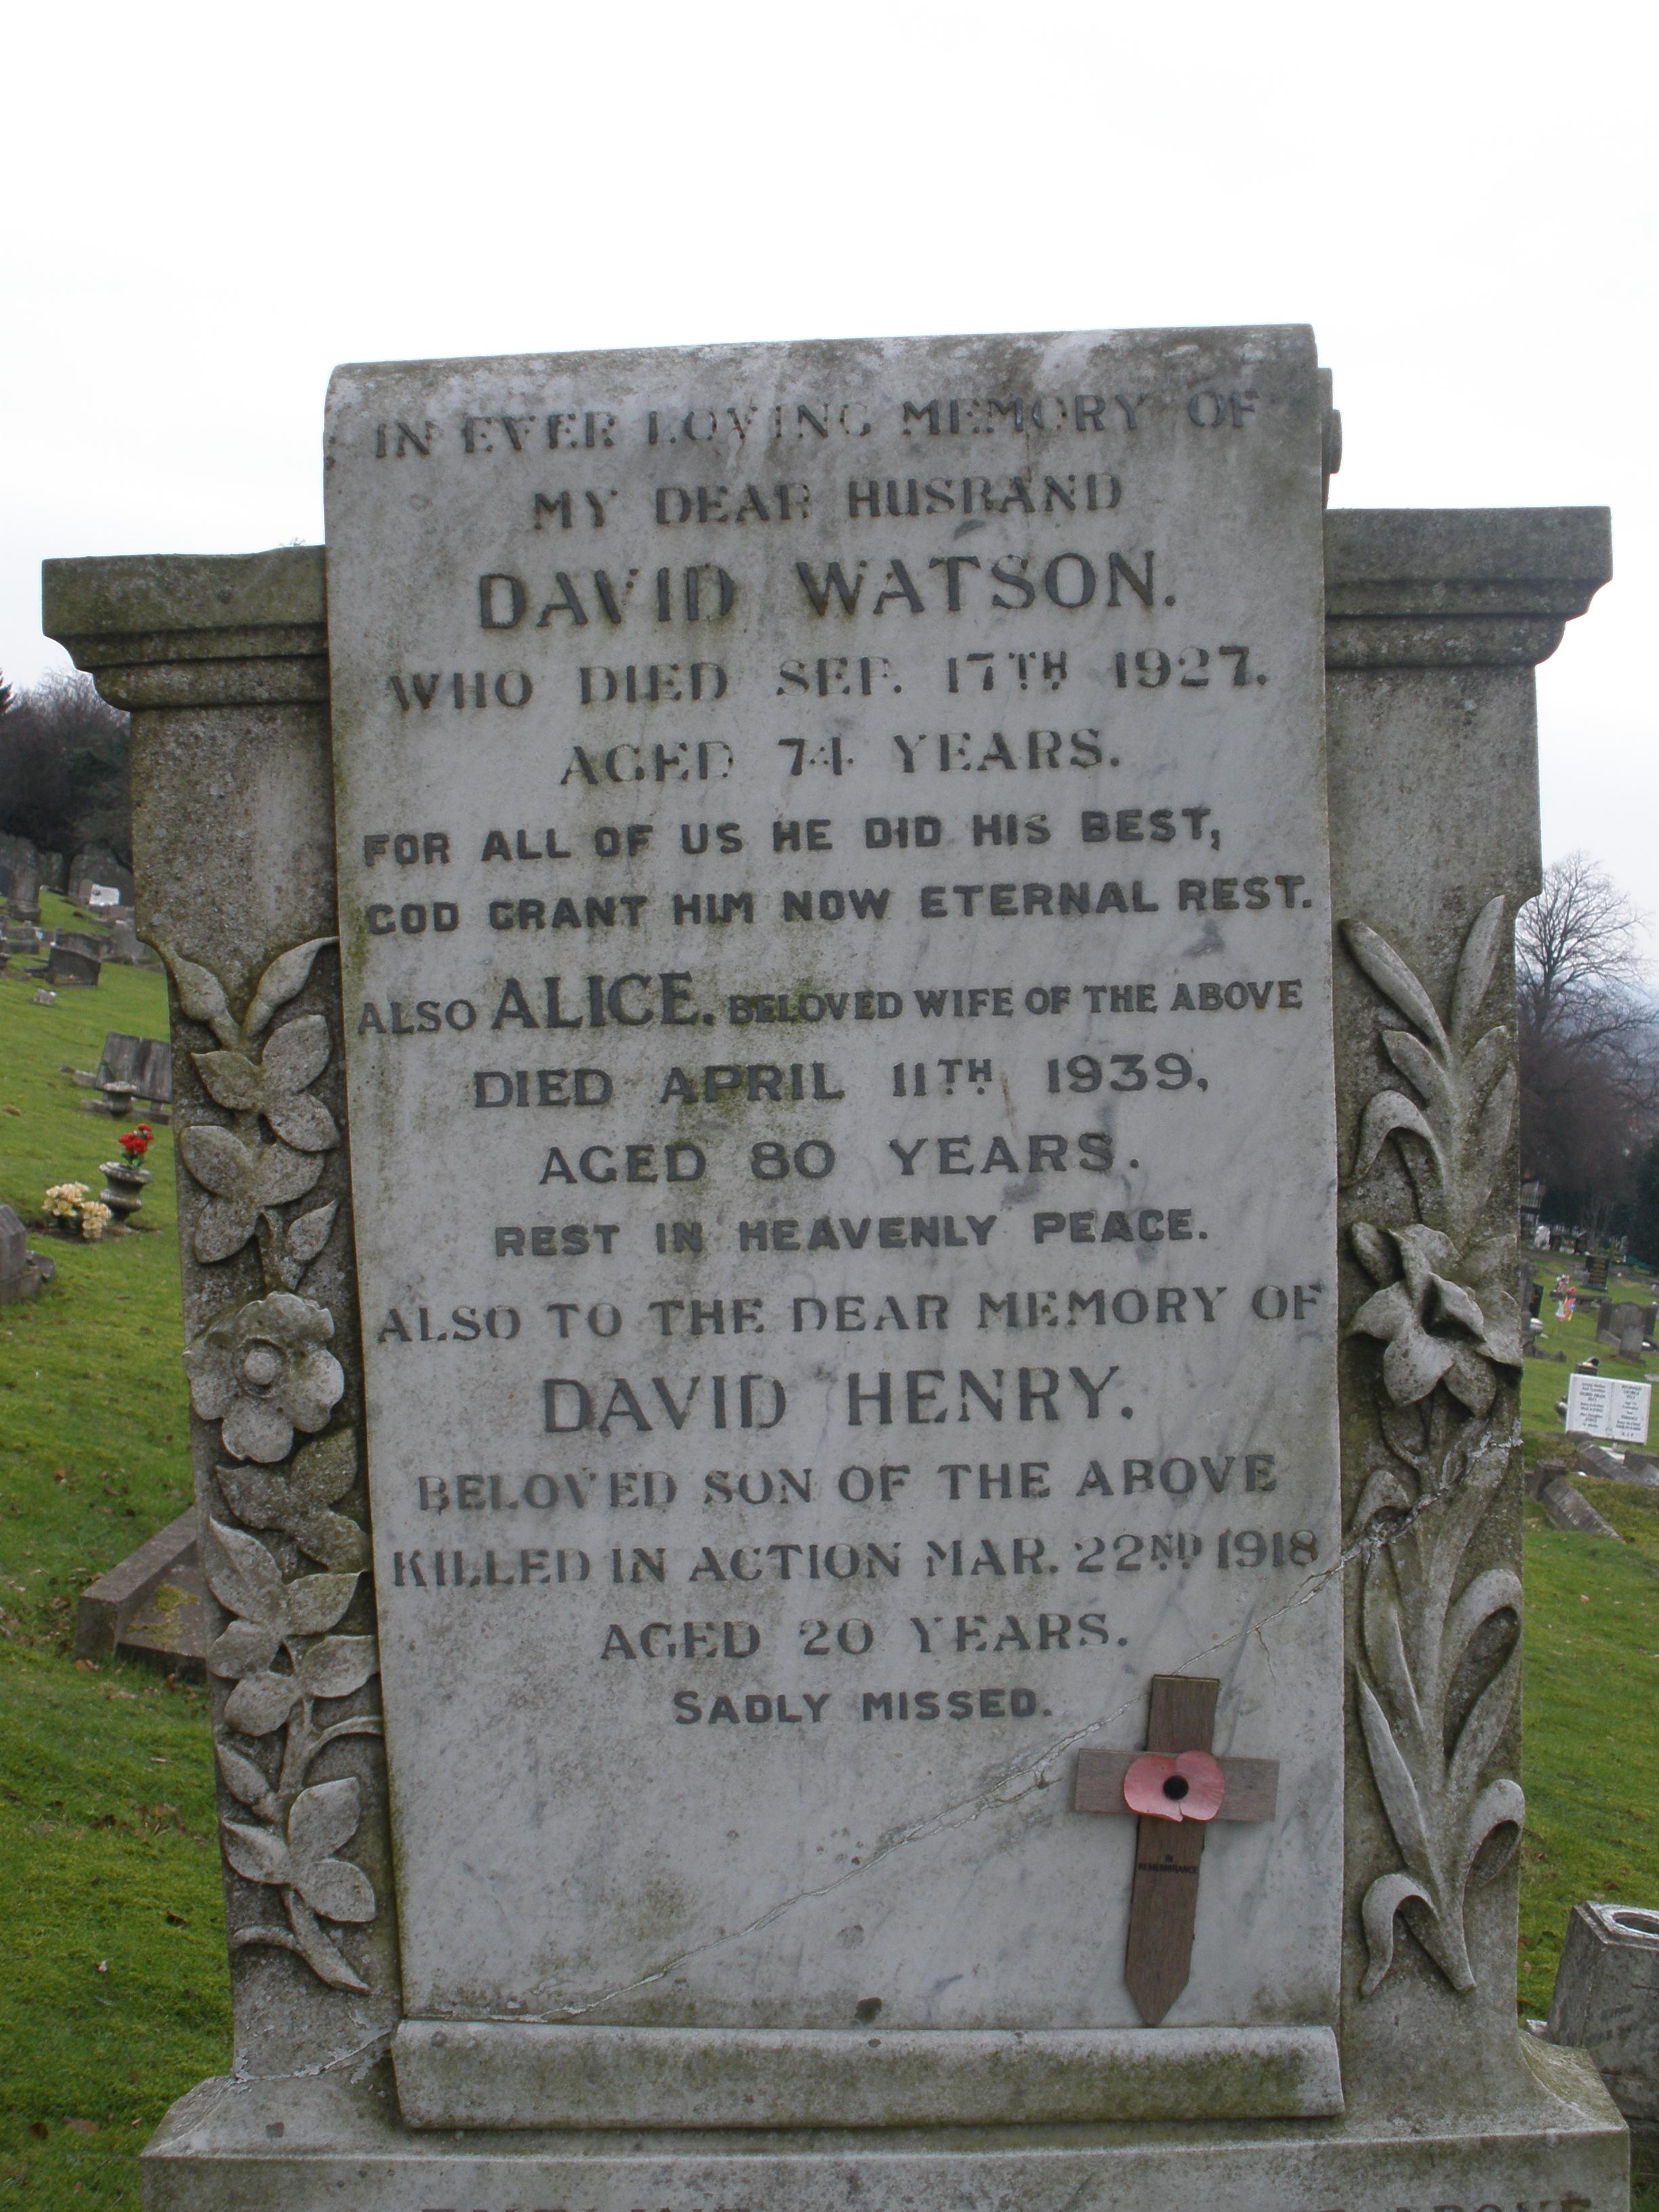 IN EVER LOVING MEMORY OF
MY DEAR HUSBAND
DAVID WATSON.
WHO DIED SEP. 17TH 1927.
AGED 74 YEARS.
FOR ALL OF US HE DID HIS BEST,
GOD GRANT HIM NOW ETERNAL REST.
ALSO ALICE. BELOVED WIFE OF THE ABOVE
DIED APRIL 11TH 1939,
AGED 80 YEARS.
REST IN HEAVENLY PEACE.
ALSO TO THE DEAR MEMORY OF
DAVID HENRY.
BELOVED SON OF THE ABOVE
KILLED IN ACTION MAR. 22ND 1918
AGED 20 YEARS.
SADLY MISSED.
IN
REMEMBRANCE